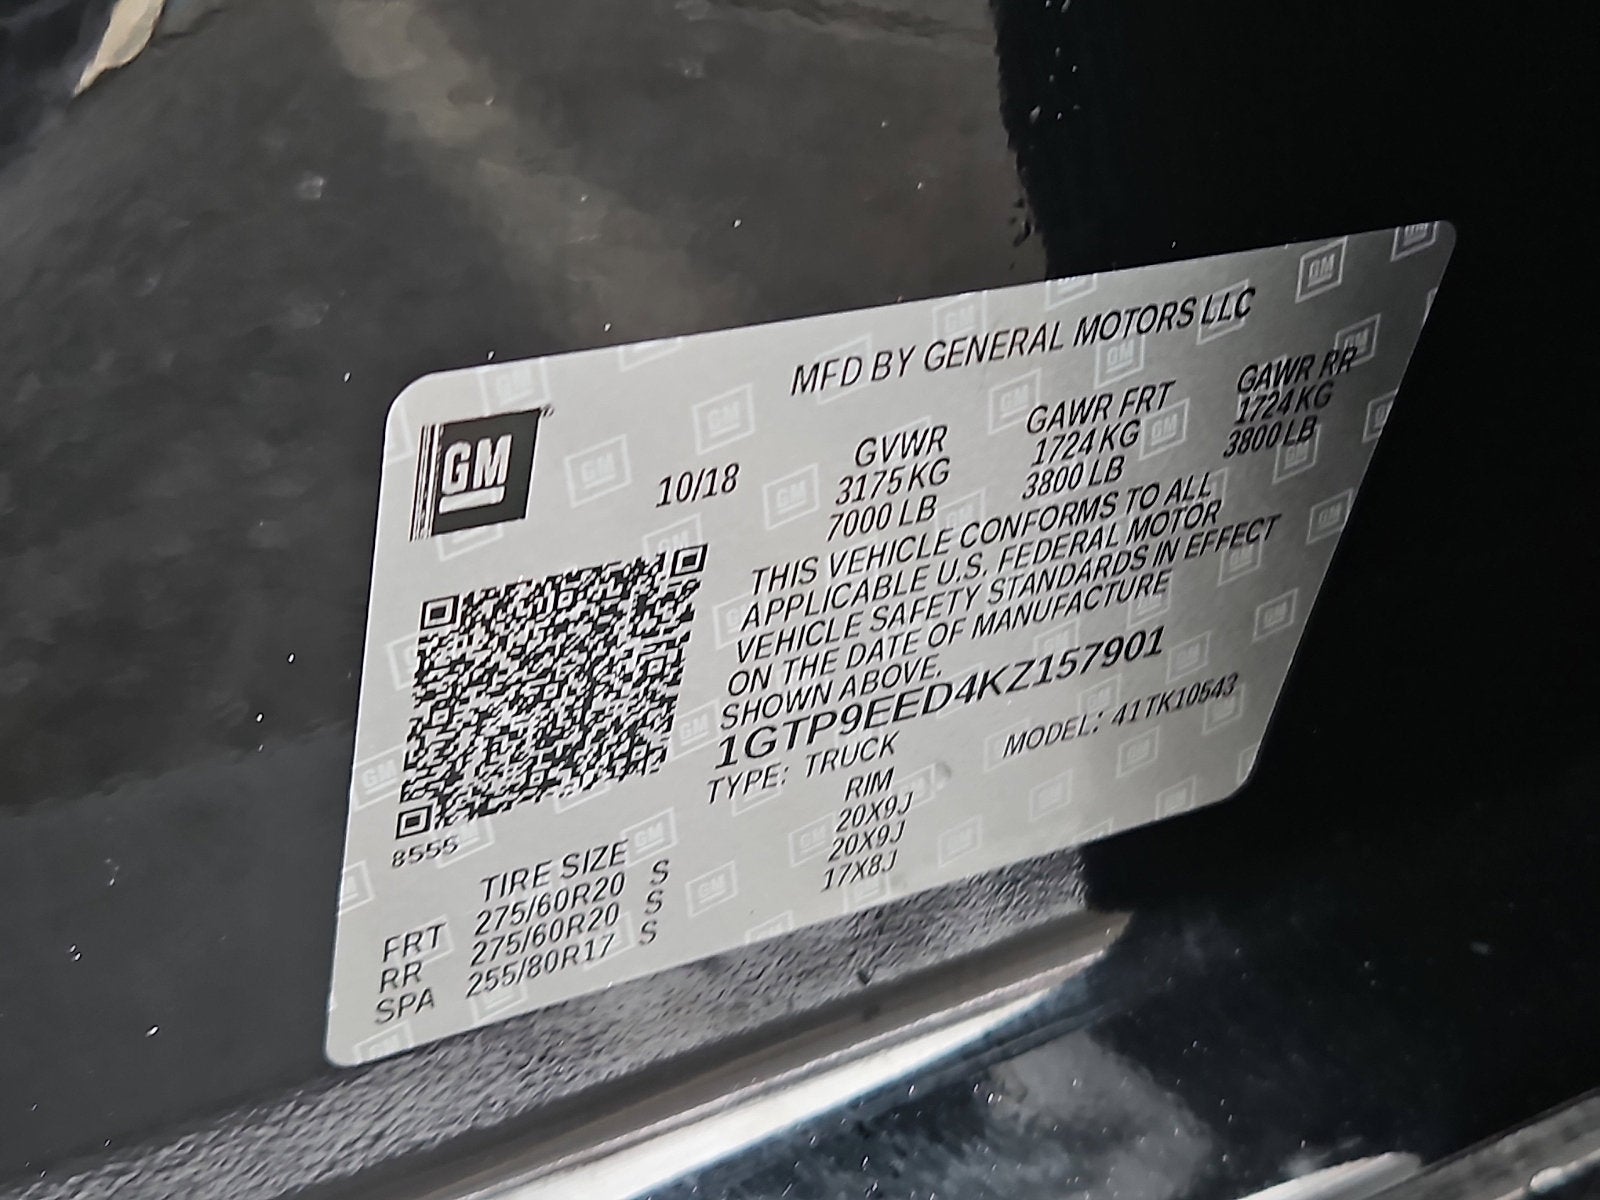 MFD BY GENERAL MOTORS LLC
GM
10/18
GVWR GAWR FRT GAWR RR
3175 KG 1724 KG 1724 KG
7000 LB 3800 LB 3800 LB
THIS VEHICLE CONFORMS TO ALL
APPLICABLE U.S. FEDERAL MOTOR
VEHICLE SAFETY STANDARDS IN EFFECT
ON THE DATE OF MANUFACTURE
SHOWN ABOVE.
1GTP9EED4KZ157901
TYPE: TRUCK MODEL: 41TK10543
8555
TIRE SIZE RIM
FRT 275/60R20 S 20X9J
RR 275/60R20 S 20X9J
SPA 255/80R17 S 17X8J